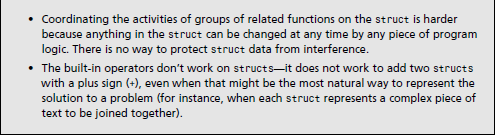 • Coordinating the activities of groups of related functions on the struct is harder
because anything in the struct can be changed at any time by any piece of program
logic. There is no way to protect struct data from interference.
• The built-in operators don't work on structs—it does not work to add two structs
with a plus sign (+), even when that might be the most natural way to represent the
solution to a problem (for instance, when each struct represents a complex piece of
text to be joined together).